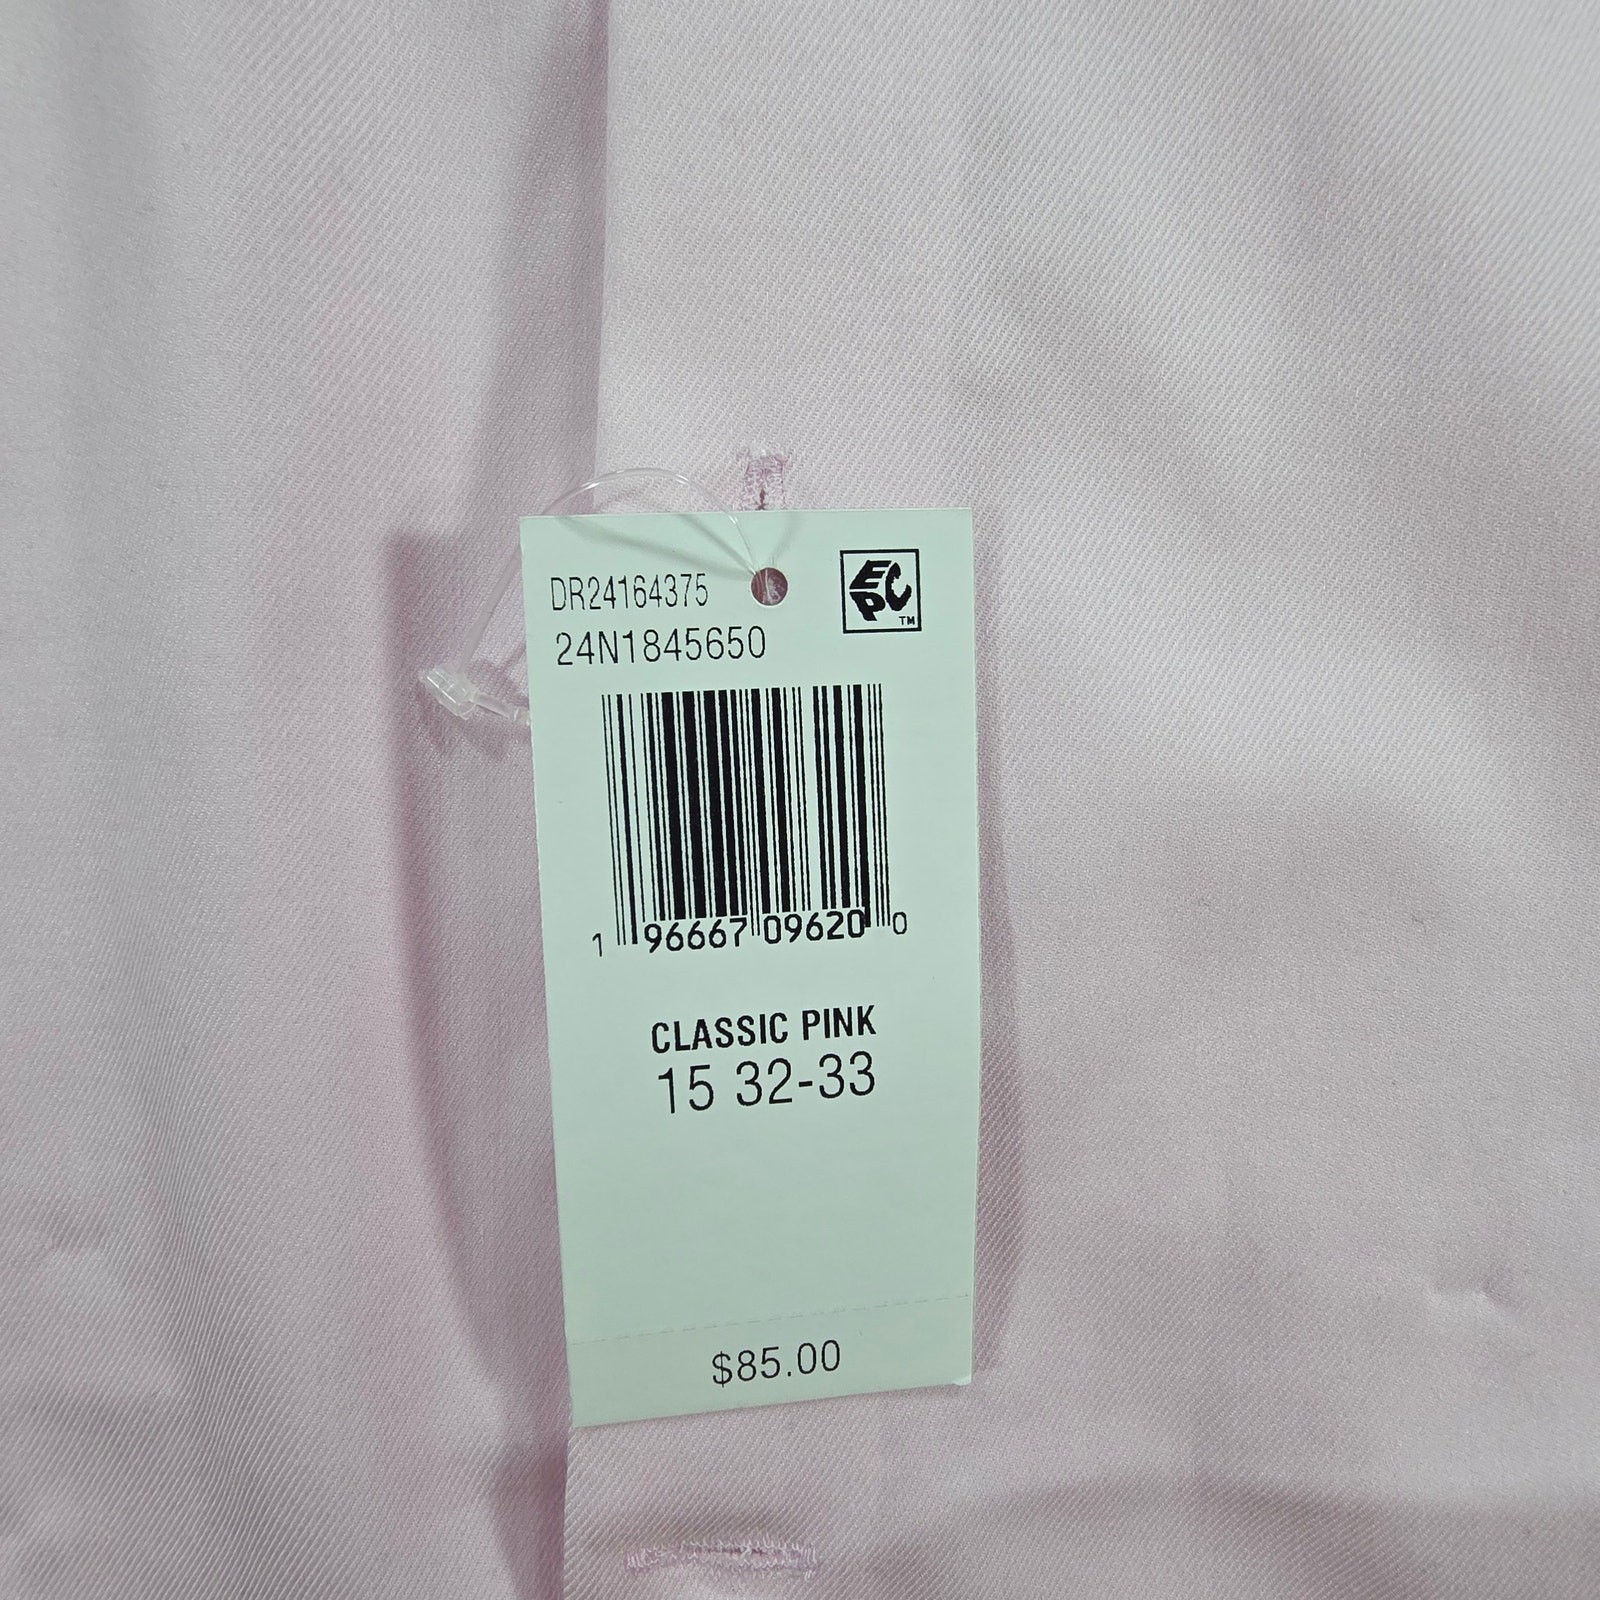 DR24164375
EPC
TM
24N1845650
1 96667 09620 0
CLASSIC PINK
15 32-33
$85.00